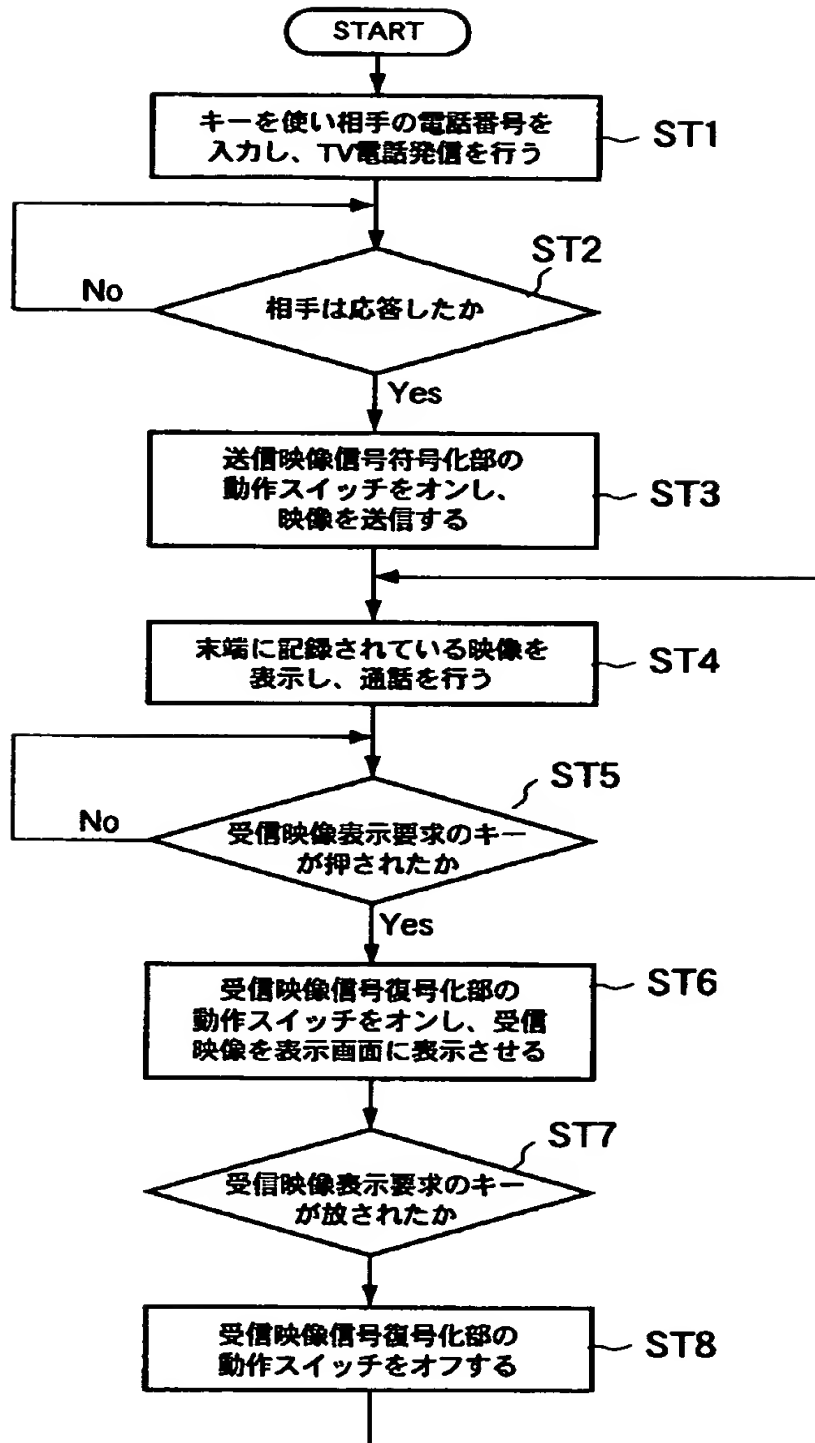 START
キーを使い相手の電話番号を
入力し、TV電話発信を行う
ST1
ST2
No
相手は応答したか
Yes
送信映像信号符号化部の
動作スイッチをオンし、
映像を送信する
ST3
末端に記録されている映像を
表示し、通話を行う
ST4
ST5
No
受信映像表示要求のキー
が押されたか
Yes
受信映像信号復号化部の
動作スイッチをオンし、受信
映像を表示画面に表示させる
ST6
ST7
受信映像表示要求のキー
が放されたか
受信映像信号復号化部の
動作スイッチをオフする
ST8